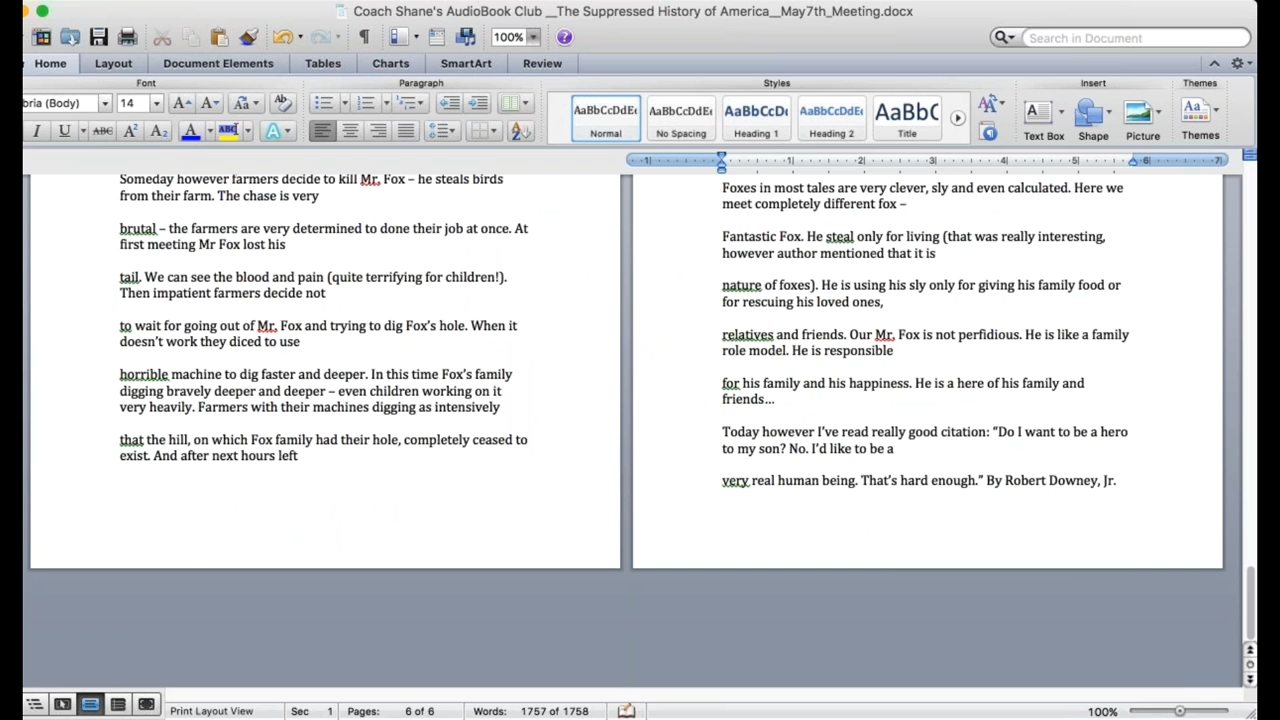 Coach Shane's AudioBook Club __The Suppressed History of America__May7th_Meeting.docx
100%
Search in Document
Home Layout Document Elements Tables Charts SmartArt Review
Font Paragraph Styles Insert Themes
bria (Body) 14
AaBbCcDdEe AaBbCcDdEe AaBbCcDc AaBbCcDdEe AaBbC
Normal No Spacing Heading 1 Heading 2 Title
Text Box Shape Picture Themes
Someday however farmers decide to kill Mr. Fox – he steals birds
from their farm. The chase is very
brutal – the farmers are very determined to done their job at once. At
first meeting Mr Fox lost his
tail. We can see the blood and pain (quite terrifying for children!).
Then impatient farmers decide not
to wait for going out of Mr. Fox and trying to dig Fox's hole. When it
doesn't work they diced to use
horrible machine to dig faster and deeper. In this time Fox's family
digging bravely deeper and deeper – even children working on it
very heavily. Farmers with their machines digging as intensively
that the hill, on which Fox family had their hole, completely ceased to
exist. And after next hours left
Foxes in most tales are very clever, sly and even calculated. Here we
meet completely different fox –
Fantastic Fox. He steal only for living (that was really interesting,
however author mentioned that it is
nature of foxes). He is using his sly only for giving his family food or
for rescuing his loved ones,
relatives and friends. Our Mr. Fox is not perfidious. He is like a family
role model. He is responsible
for his family and his happiness. He is a here of his family and
friends…
Today however I've read really good citation: "Do I want to be a hero
to my son? No. I'd like to be a
very real human being. That's hard enough." By Robert Downey, Jr.
Print Layout View Sec 1 Pages: 6 of 6 Words: 1757 of 1758 100%